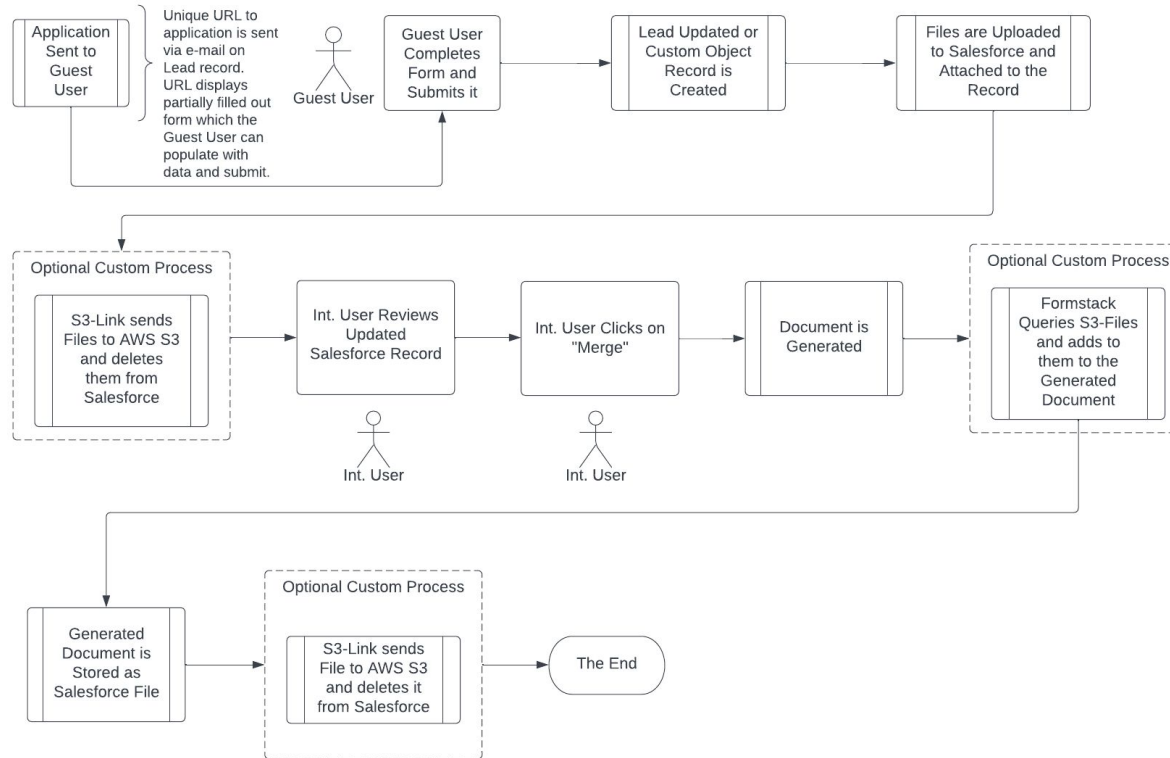 Application
Sent to
Guest
User
Unique URL to
application is sent
via e-mail on
Lead record.
URL displays
partially filled out
form which the
Guest User can
populate with
data and submit.
Guest User
Guest User
Completes
Form and
Submits it
Lead Updated or
Custom Object
Record is
Created
Files are Uploaded
to Salesforce and
Attached to the
Record
Optional Custom Process
S3-Link sends
Files to AWS S3
and deletes
them from
Salesforce
Int. User Reviews
Updated
Salesforce Record
Int. User
Int. User Clicks on
"Merge"
Int. User
Document is
Generated
Optional Custom Process
Formstack
Queries S3-Files
and adds to
them to the
Generated
Document
Generated
Document is
Stored as
Salesforce File
Optional Custom Process
S3-Link sends
File to AWS S3
and deletes it
from Salesforce
The End